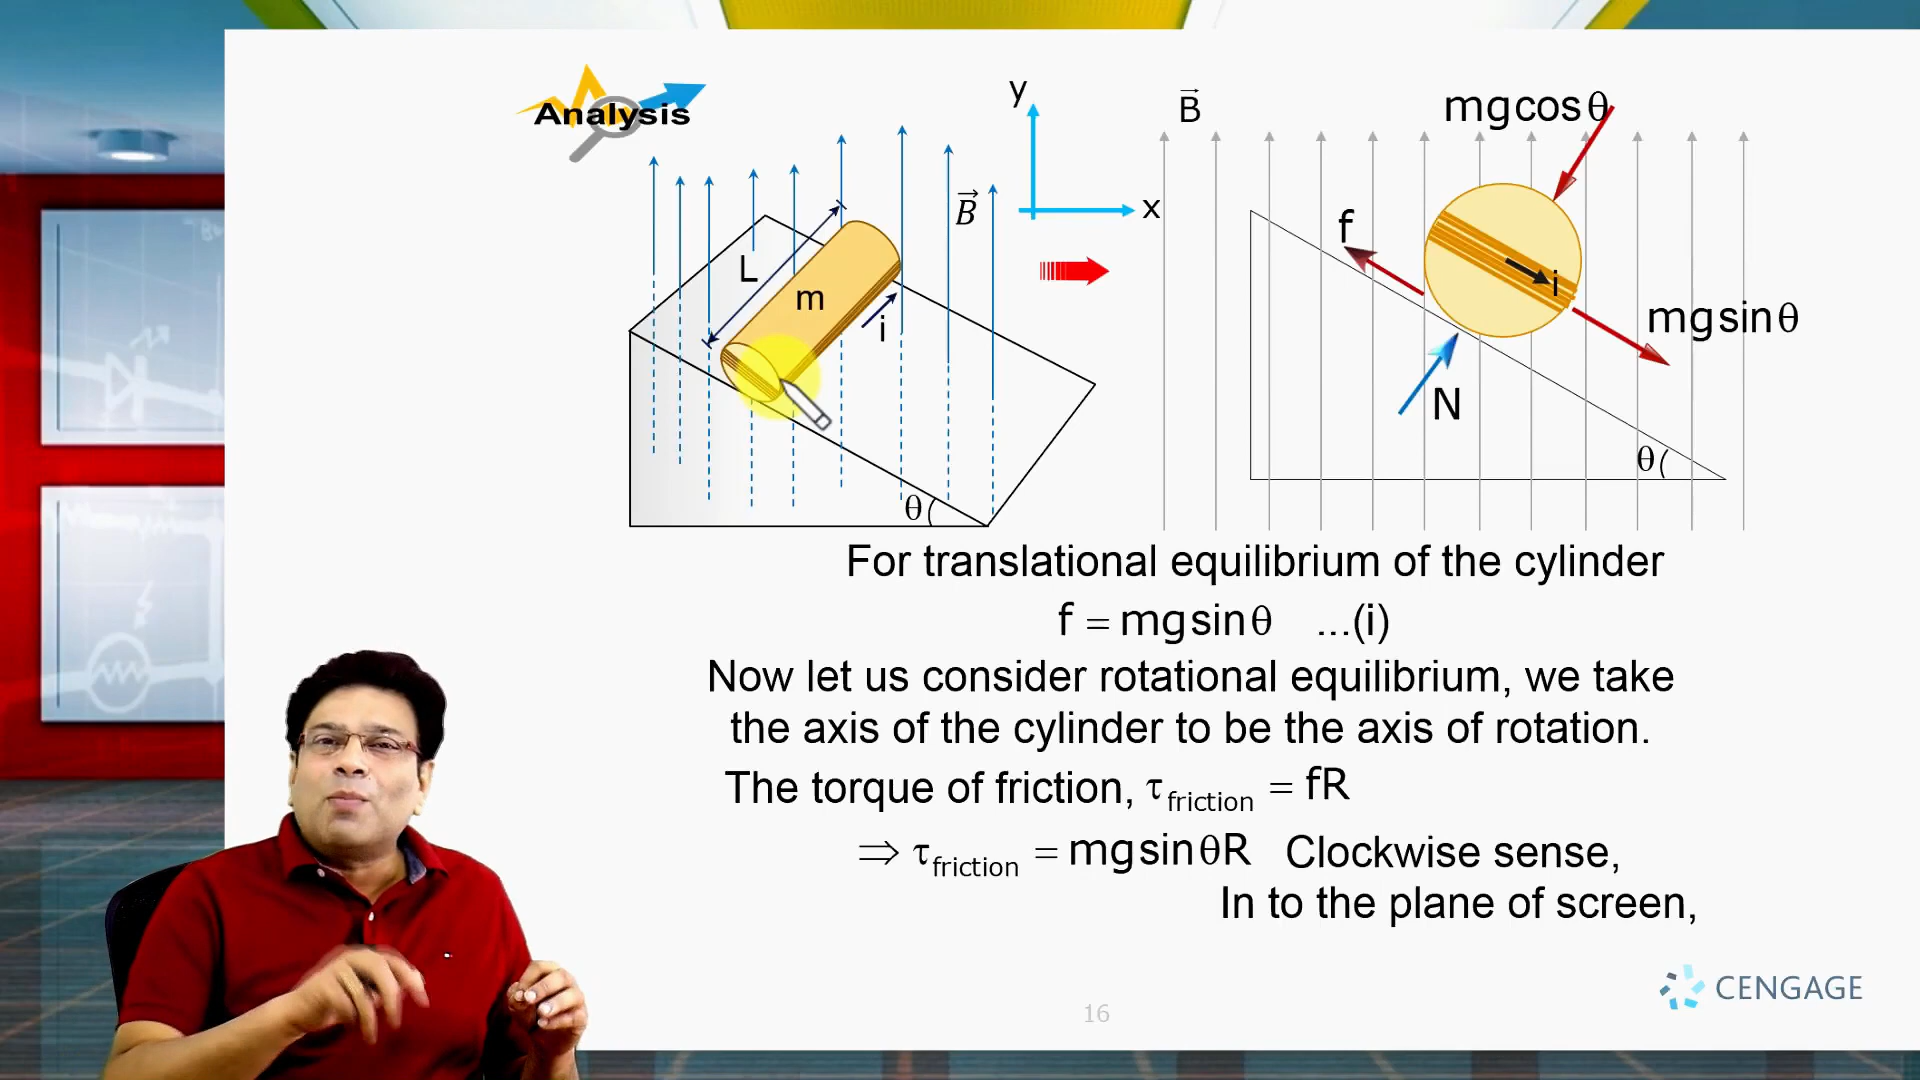 Analysis
y
x
B⃗
L
m
i
θ
B⃗
mgcosθ
f
i
mgsinθ
N
θ
For translational equilibrium of the cylinder
f = mgsinθ ...(i)
Now let us consider rotational equilibrium, we take
the axis of the cylinder to be the axis of rotation.
The torque of friction, τ friction = fR
⇒ τ friction = mgsinθR Clockwise sense,
In to the plane of screen,
16
CENGAGE